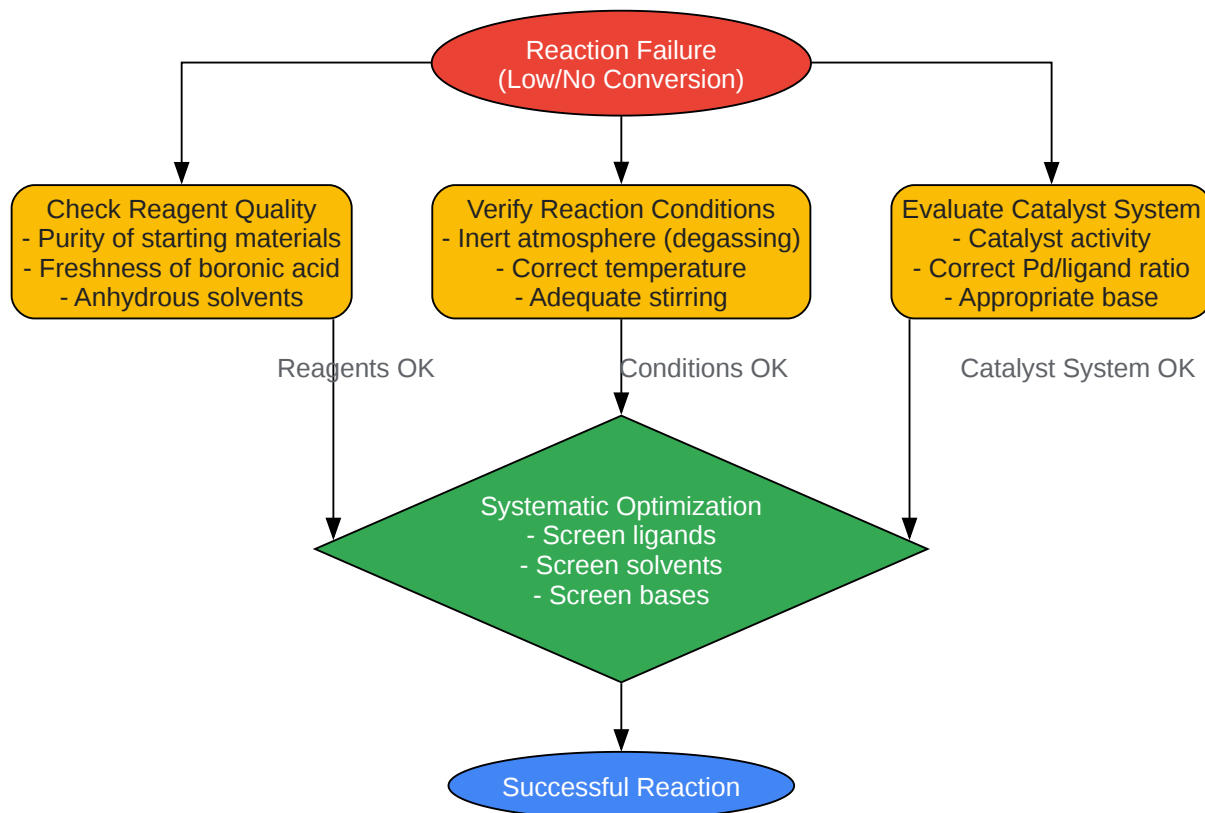 Reaction Failure
(Low/No Conversion)
Check Reagent Quality
- Purity of starting materials
- Freshness of boronic acid
- Anhydrous solvents
Verify Reaction Conditions
- Inert atmosphere (degassing)
- Correct temperature
- Adequate stirring
Evaluate Catalyst System
- Catalyst activity
- Correct Pd/ligand ratio
- Appropriate base
Reagents OK
Conditions OK
Catalyst System OK
Systematic Optimization
- Screen ligands
- Screen solvents
- Screen bases
Successful Reaction